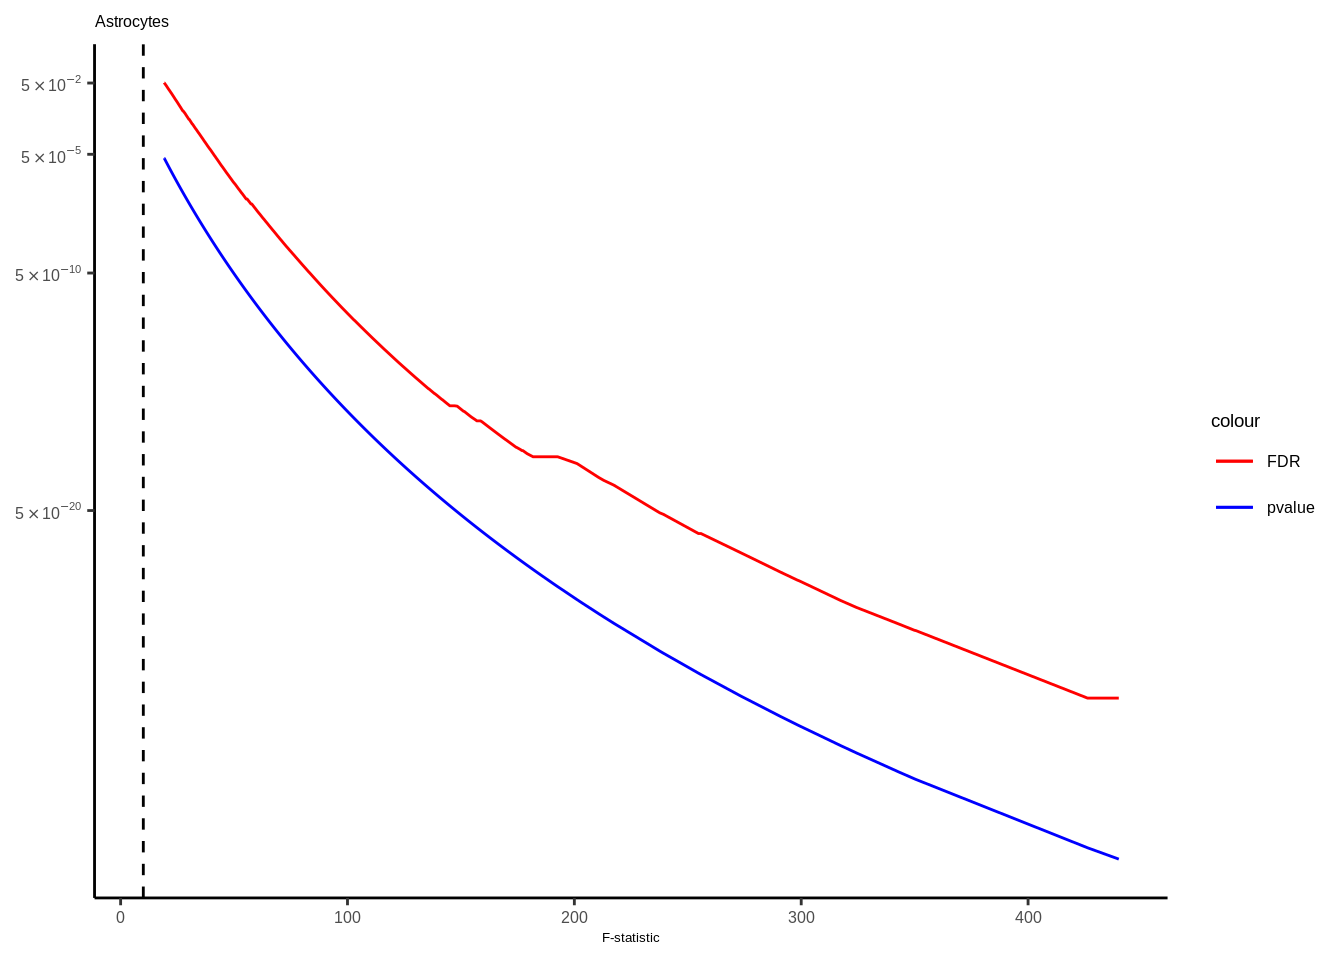 Astrocytes
5×10⁻²
5×10⁻⁵
5×10⁻¹⁰
5×10⁻²⁰
0 100 200 300 400
F-statistic
colour
FDR
pvalue